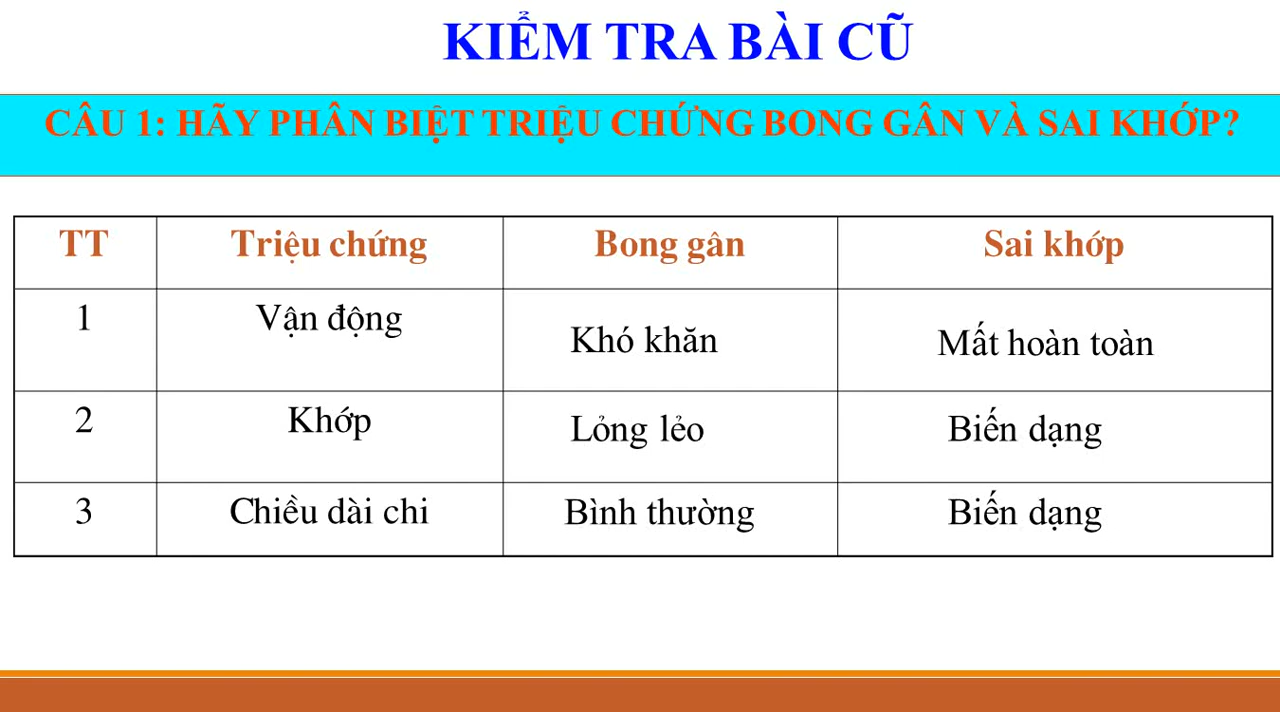 KIỂM TRA BÀI CŨ
CÂU 1: HÃY PHÂN BIỆT TRIỆU CHỨNG BONG GÂN VÀ SAI KHỚP?
TT Triệu chứng Bong gân Sai khớp
1 Vận động Khó khăn Mất hoàn toàn
2 Khớp Lỏng lẻo Biến dạng
3 Chiều dài chi Bình thường Biến dạng